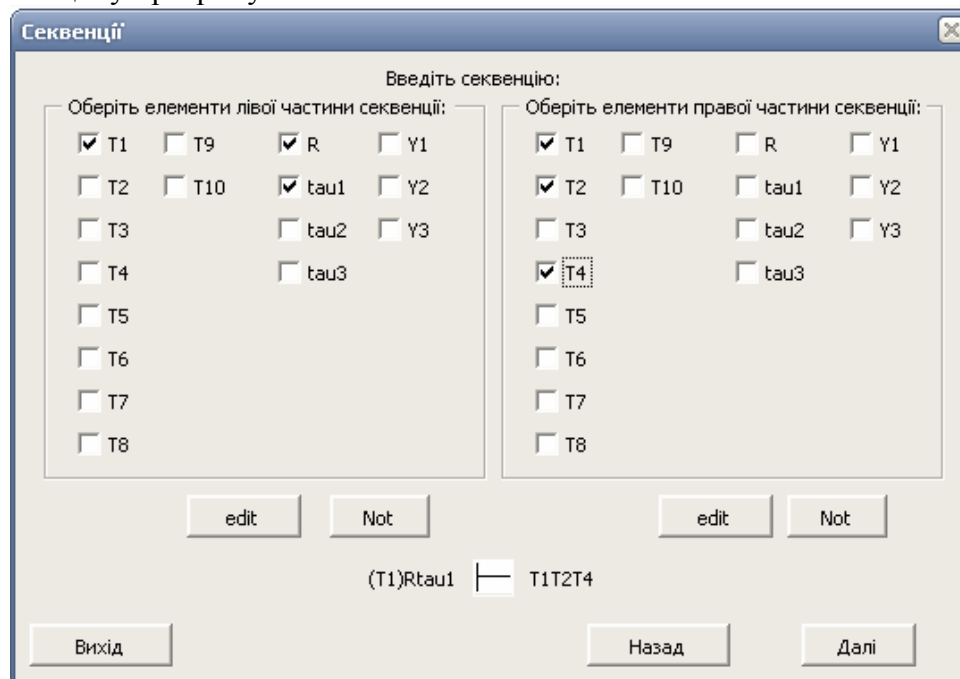 Секвенції
Введіть секвенцію:
Оберіть елементи лівої частини секвенції: Оберіть елементи правої частини секвенції:
T1 T9 R Y1 T1 T9 R Y1
T2 T10 tau1 Y2 T2 T10 tau1 Y2
T3 tau2 Y3 T3 tau2 Y3
T4 tau3 T4 tau3
T5 T5
T6 T6
T7 T7
T8 T8
edit Not edit Not
(T1)Rtau1 T1T2T4
Вихід Назад Далі